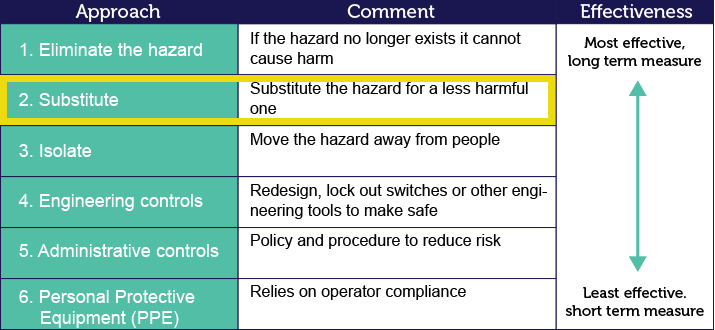 Approach
Comment
Effectiveness
1. Eliminate the hazard
If the hazard no longer exists it cannot
cause harm
Most effective,
long term measure
2. Substitute
Substitute the hazard for a less harmful
one
3. Isolate
Move the hazard away from people
4. Engineering controls
Redesign, lock out switches or other engi-
neering tools to make safe
5. Administrative controls
Policy and procedure to reduce risk
6. Personal Protective
Equipment (PPE)
Relies on operator compliance
Least effective.
short term measure